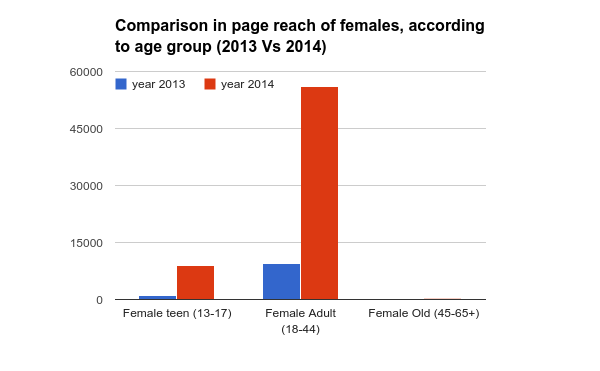 Comparison in page reach of females, according
to age group (2013 Vs 2014)
60000
year 2013
year 2014
45000
30000
15000
0
Female teen (13-17)
Female Adult
(18-44)
Female Old (45-65+)